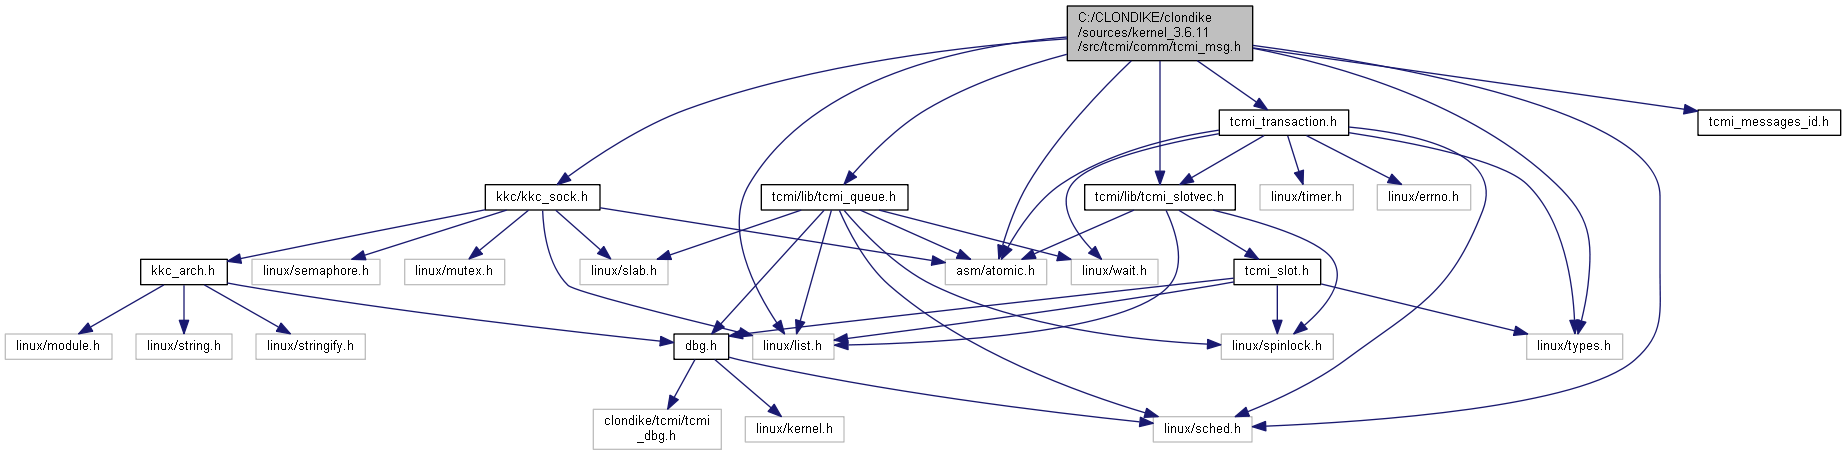 C:/CLONDIKE/clondike
/sources/kernel_3.6.11
/src/tcmi/comm/tcmi_msg.h
tcmi_transaction.h
tcmi_messages_id.h
kkc/kkc_sock.h
tcmi/lib/tcmi_queue.h
tcmi/lib/tcmi_slotvec.h
linux/timer.h
linux/errno.h
kkc_arch.h
linux/semaphore.h
linux/mutex.h
linux/slab.h
asm/atomic.h
linux/wait.h
tcmi_slot.h
linux/module.h
linux/string.h
linux/stringify.h
dbg.h
linux/list.h
linux/spinlock.h
linux/types.h
clondike/tcmi/tcmi
_dbg.h
linux/kernel.h
linux/sched.h